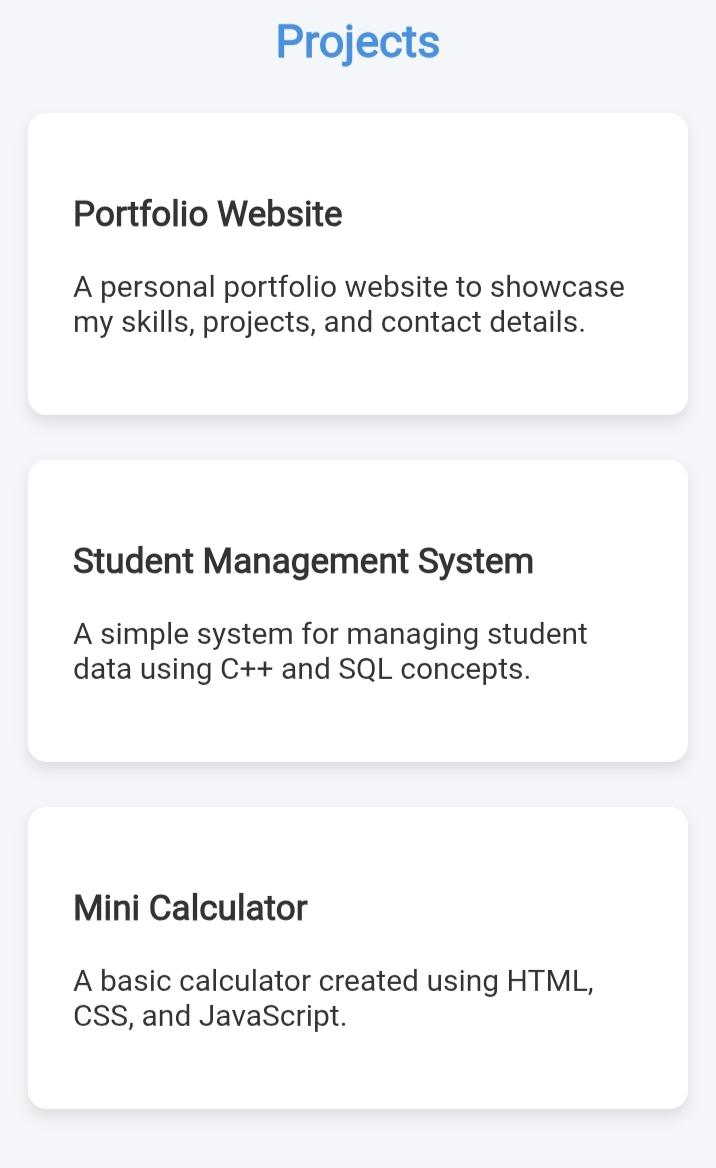 Projects
Portfolio Website
A personal portfolio website to showcase
my skills, projects, and contact details.
Student Management System
A simple system for managing student
data using C++ and SQL concepts.
Mini Calculator
A basic calculator created using HTML,
CSS, and JavaScript.